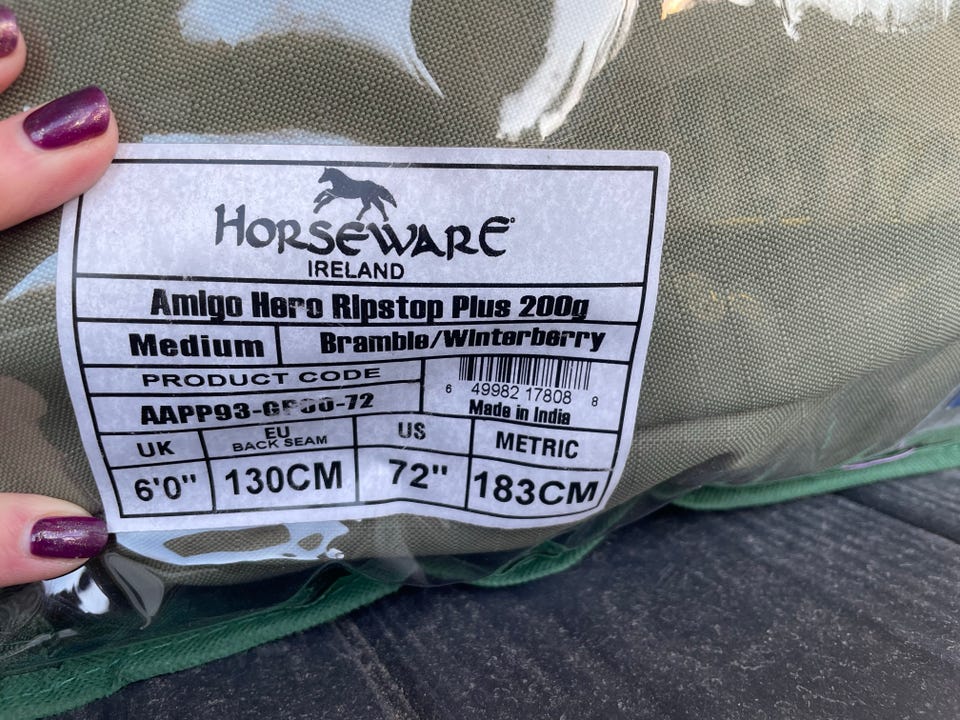 HORSEWARE
IRELAND
Amigo Hero Ripstop Plus 200g
Medium Bramble/Winterberry
PRODUCT CODE
6 49982 17808 8
Made in India
UK EU BACK SEAM US METRIC
6'0" 130CM 72" 183CM